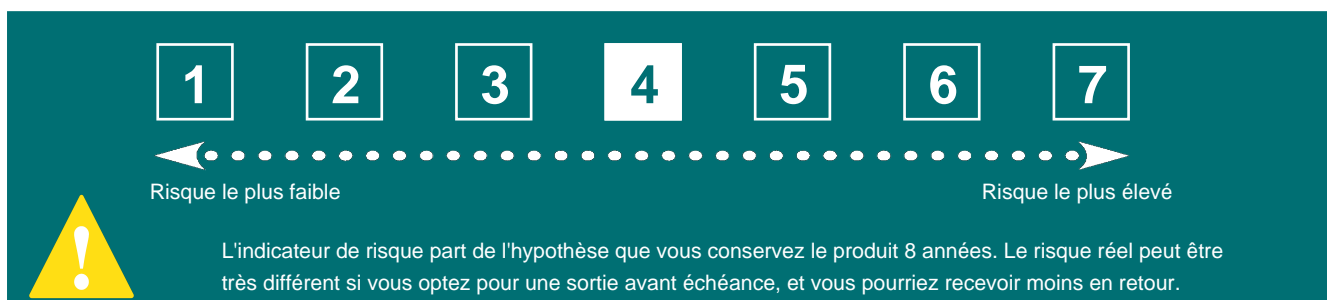 1 2 3 4 5 6 7
Risque le plus faible Risque le plus élevé
!
L'indicateur de risque part de l'hypothèse que vous conservez le produit 8 années. Le risque réel peut être
très différent si vous optez pour une sortie avant échéance, et vous pourriez recevoir moins en retour.